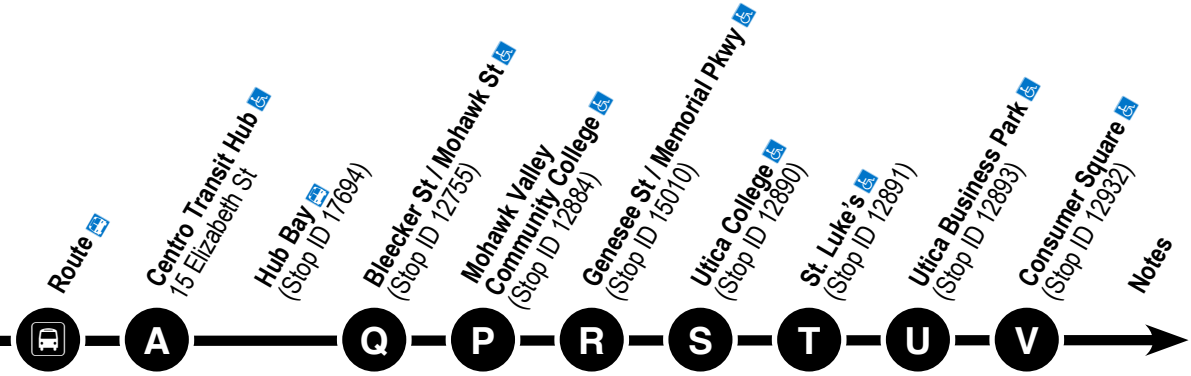 Route
Centro Transit Hub
15 Elizabeth St
Hub Bay
(Stop ID 17694)
Bleecker St / Mohawk St
(Stop ID 12755)
Mohawk Valley
Community College
(Stop ID 12884)
Genesee St / Memorial Pkwy
(Stop ID 15010)
Utica College
(Stop ID 12890)
St. Luke's
(Stop ID 12891)
Utica Business Park
(Stop ID 12893)
Consumer Square
(Stop ID 12932)
Notes
A
Q
P
R
S
T
U
V